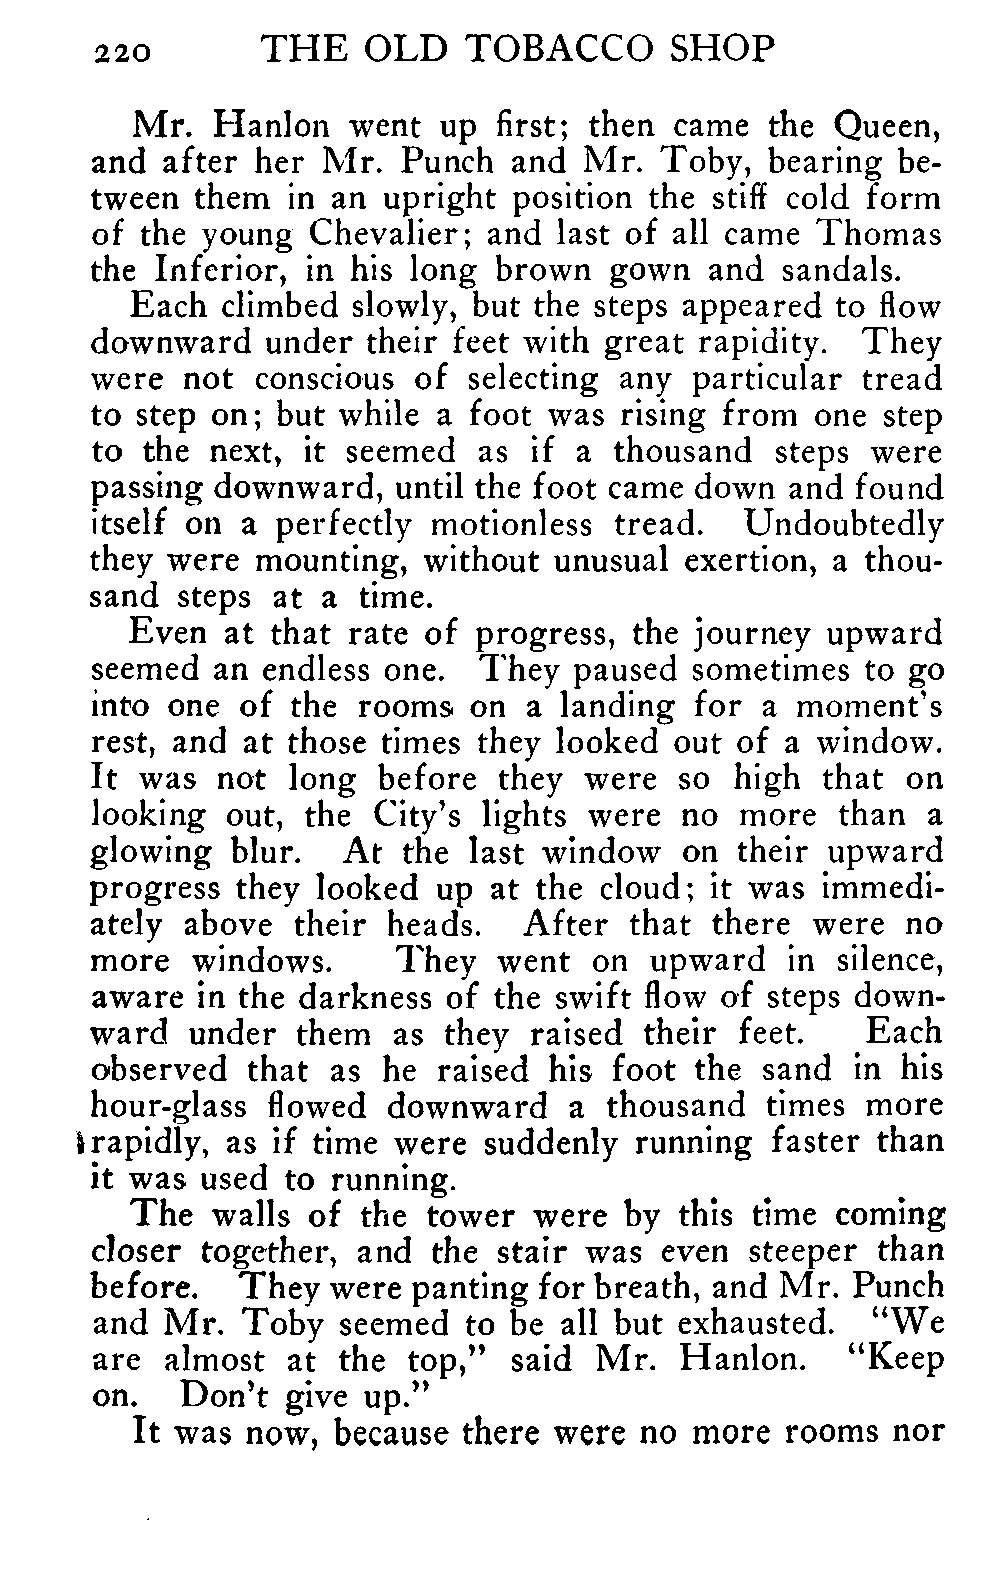 220 THE OLD TOBACCO SHOP
Mr. Hanlon went up first; then came the Queen,
and after her Mr. Punch and Mr. Toby, bearing be-
tween them in an upright position the stiff cold form
of the young Chevalier; and last of all came Thomas
the Inferior, in his long brown gown and sandals.
Each climbed slowly, but the steps appeared to flow
downward under their feet with great rapidity. They
were not conscious of selecting any particular tread
to step on; but while a foot was rising from one step
to the next, it seemed as if a thousand steps were
passing downward, until the foot came down and found
itself on a perfectly motionless tread. Undoubtedly
they were mounting, without unusual exertion, a thou-
sand steps at a time.
Even at that rate of progress, the journey upward
seemed an endless one. They paused sometimes to go
into one of the rooms on a landing for a moment's
rest, and at those times they looked out of a window.
It was not long before they were so high that on
looking out, the City's lights were no more than a
glowing blur. At the last window on their upward
progress they looked up at the cloud; it was immedi-
ately above their heads. After that there were no
more windows. They went on upward in silence,
aware in the darkness of the swift flow of steps down-
ward under them as they raised their feet. Each
observed that as he raised his foot the sand in his
hour-glass flowed downward a thousand times more
rapidly, as if time were suddenly running faster than
it was used to running.
The walls of the tower were by this time coming
closer together, and the stair was even steeper than
before. They were panting for breath, and Mr. Punch
and Mr. Toby seemed to be all but exhausted. "We
are almost at the top," said Mr. Hanlon. "Keep
on. Don't give up."
It was now, because there were no more rooms nor